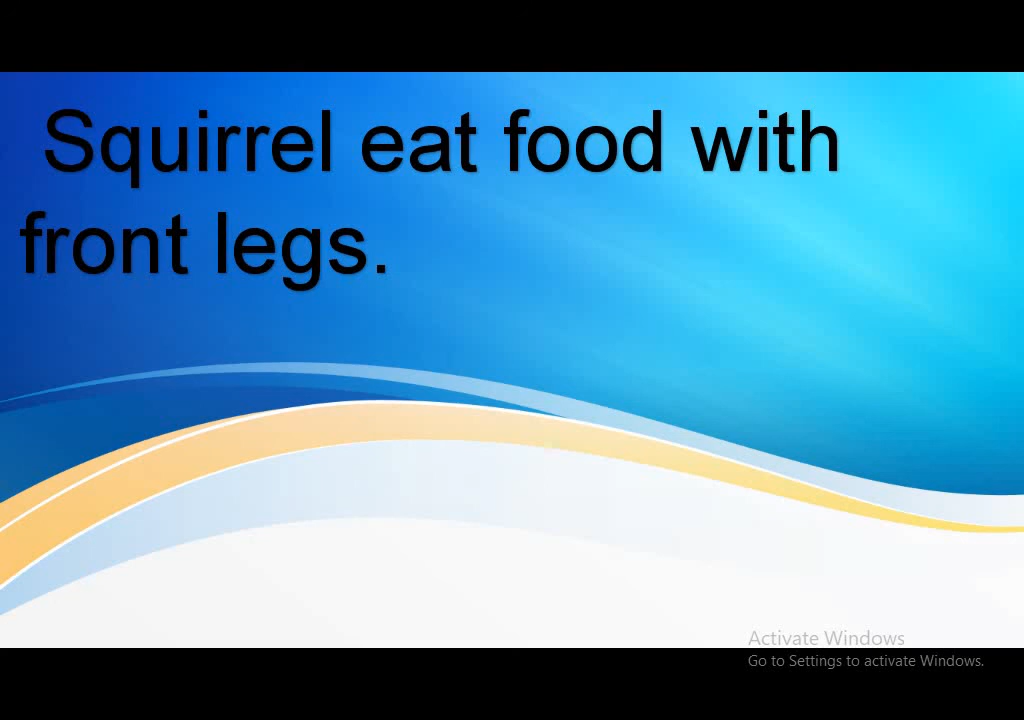 Squirrel eat food with
front legs.
Activate Windows
Go to Settings to activate Windows.